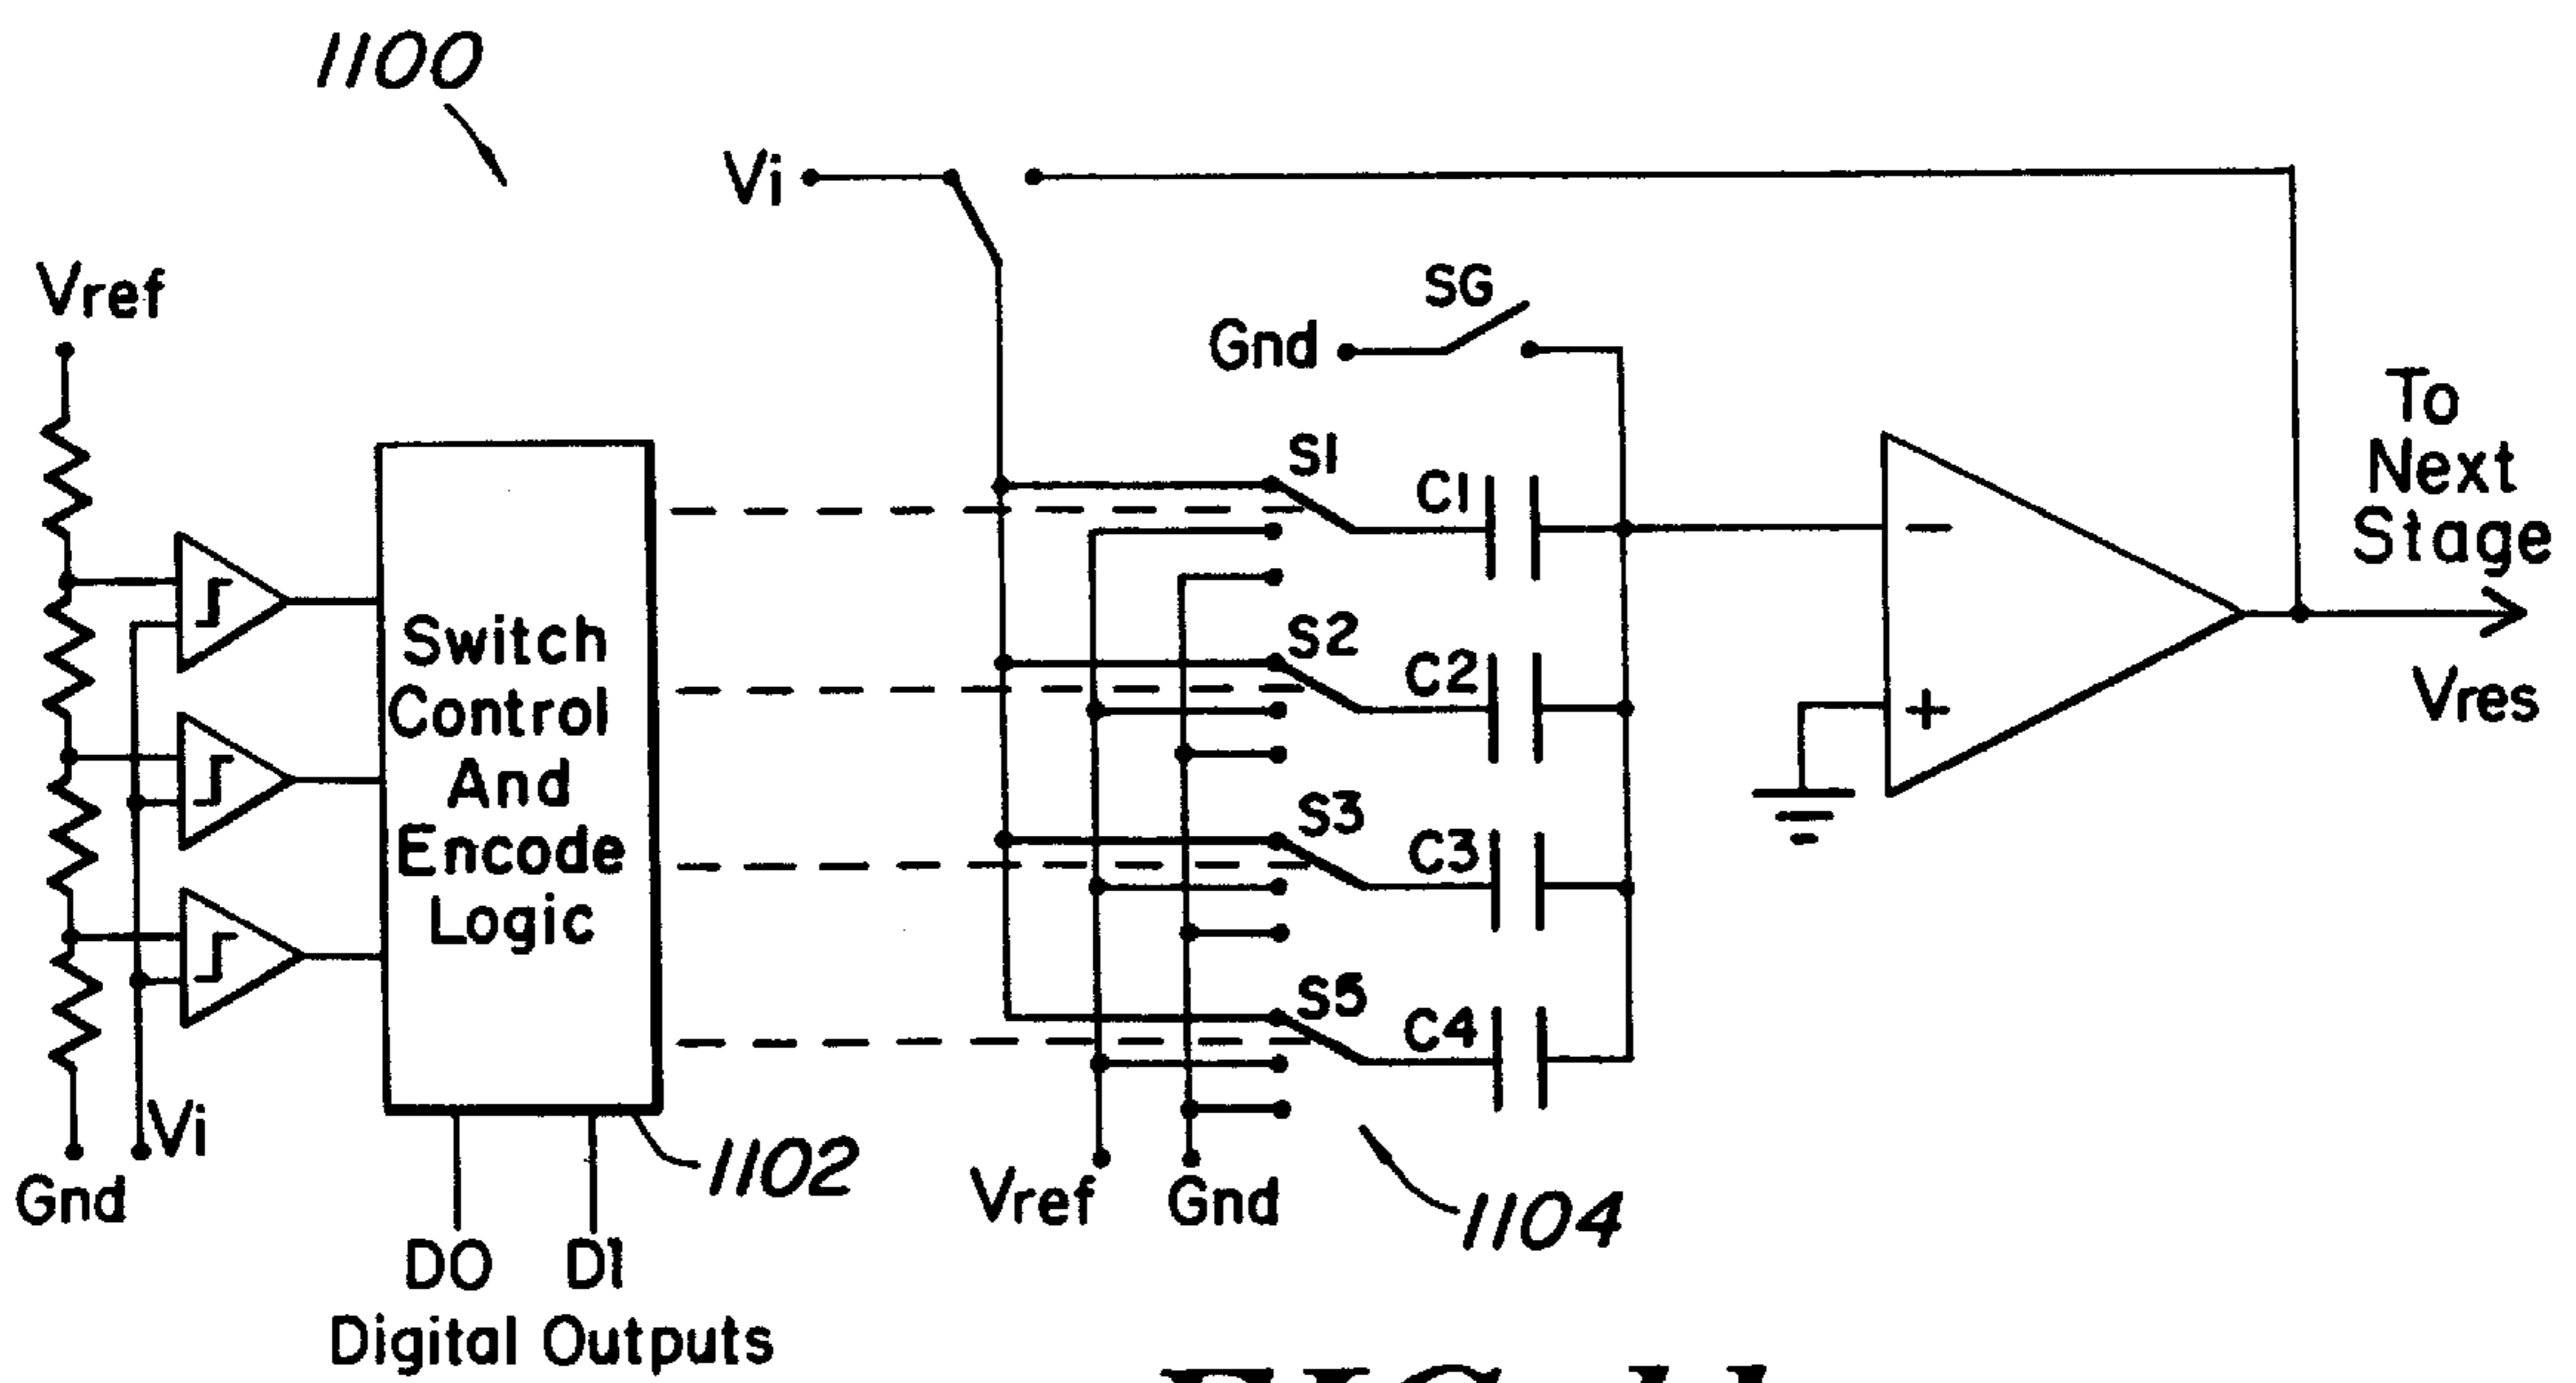 1100
Vi
Vref
SG
Gnd
To
Next
Stage
S1
C1
−
S2
C2
+
Vres
Switch
Control
And
Encode
Logic
S3
C3
S5
C4
Vi
Gnd
1102
Vref
Gnd
1104
D0
D1
Digital Outputs